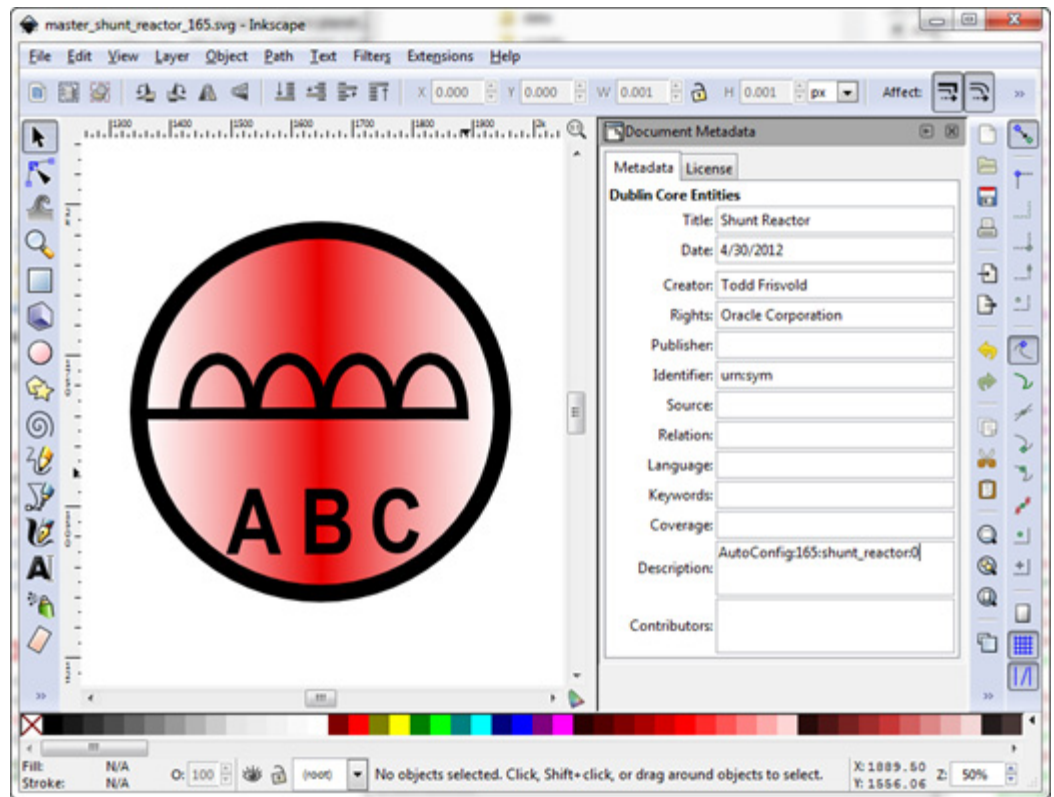 master_shunt_reactor_165.svg - Inkscape
File Edit View Layer Object Path Text Filters Extensions Help
X 0.000 Y 0.000 W 0.001 H 0.001 px Affect:
Document Metadata
Metadata License
Dublin Core Entities
Title: Shunt Reactor
Date: 4/30/2012
Creator: Todd Frisvold
Rights: Oracle Corporation
Publisher:
Identifier: urn:sym
Source:
Relation:
Language:
Keywords:
Coverage:
Description: AutoConfig:165:shunt_reactor:0
Contributors:
A B C
Fill: N/A
Stroke: N/A
O: 100 (root) No objects selected. Click, Shift+click, or drag around objects to select.
X: 1889.50
Y: 1556.06
Z: 50%